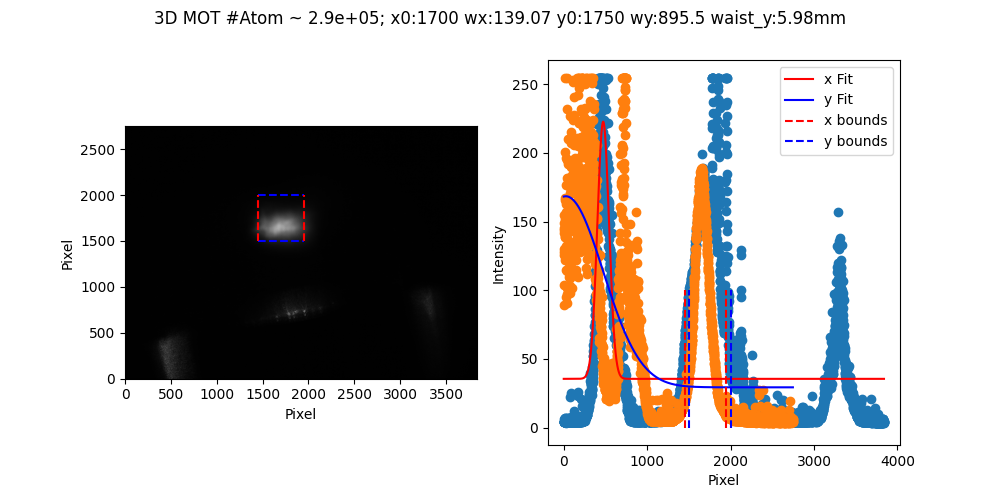 3D MOT #Atom ~ 2.9e+05; x0:1700 wx:139.07 y0:1750 wy:895.5 waist_y:5.98mm
2500
2000
1500
1000
500
0
Pixel
0 500 1000 1500 2000 2500 3000 3500
Pixel
250
200
150
100
50
0
Intensity
0 1000 2000 3000 4000
Pixel
x Fit
y Fit
x bounds
y bounds